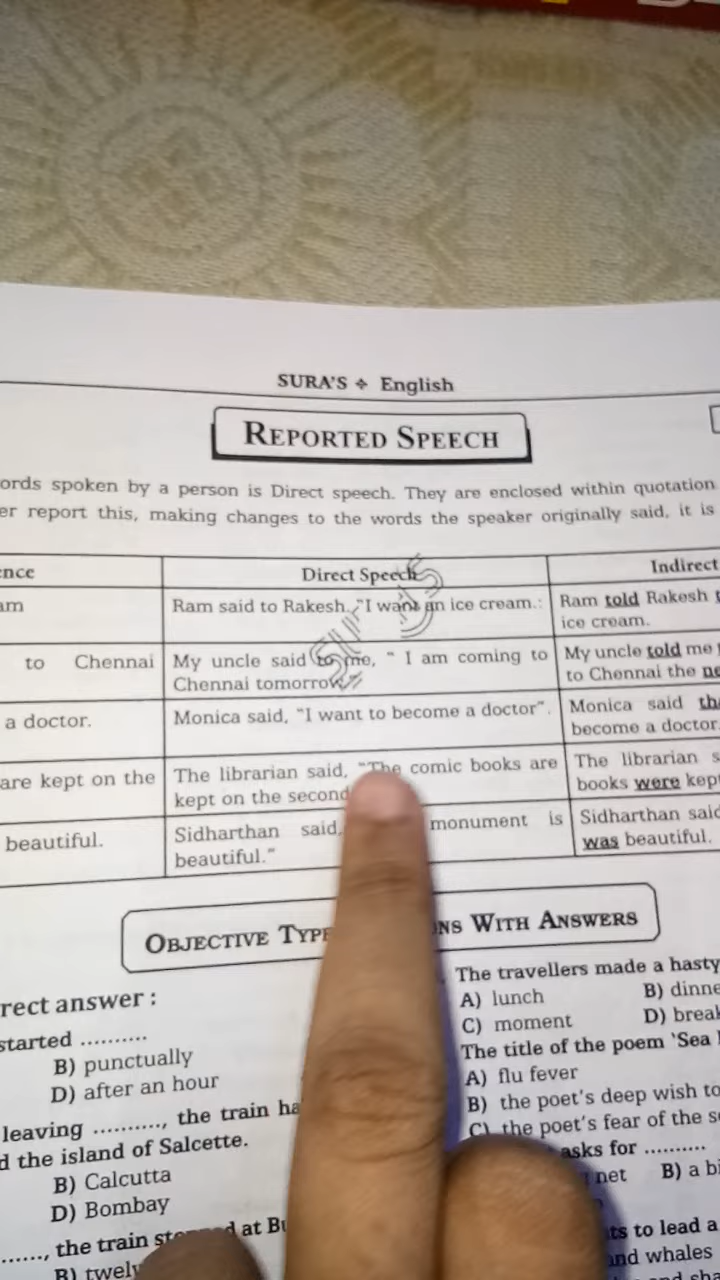 SURA'S ❖ English
REPORTED SPEECH
ords spoken by a person is Direct speech. They are enclosed within quotation
er report this, making changes to the words the speaker originally said, it is
nce Direct Speech Indirect
am Ram said to Rakesh. "I want an ice cream.: Ram told Rakesh
ice cream.
to Chennai My uncle said to me, " I am coming to My uncle told me
Chennai tomorrow." to Chennai the
a doctor. Monica said, "I want to become a doctor". Monica said
become a doctor.
are kept on the The librarian said, "The comic books are The librarian
kept on the second books were kept
beautiful. Sidharthan said, monument is Sidharthan said
beautiful." was beautiful.
OBJECTIVE TYPE WITH ANSWERS
rect answer :
started ..........
B) punctually
D) after an hour
leaving .........., the train ha
d the island of Salcette.
B) Calcutta
D) Bombay
......, the train at
B)
The travellers made a hasty
A) lunch B) dinne
C) moment D) break
The title of the poem 'Sea
A) flu fever
B) the poet's deep wish to
C) the poet's fear of the
asks for ..........
net B) a
to lead a
whales